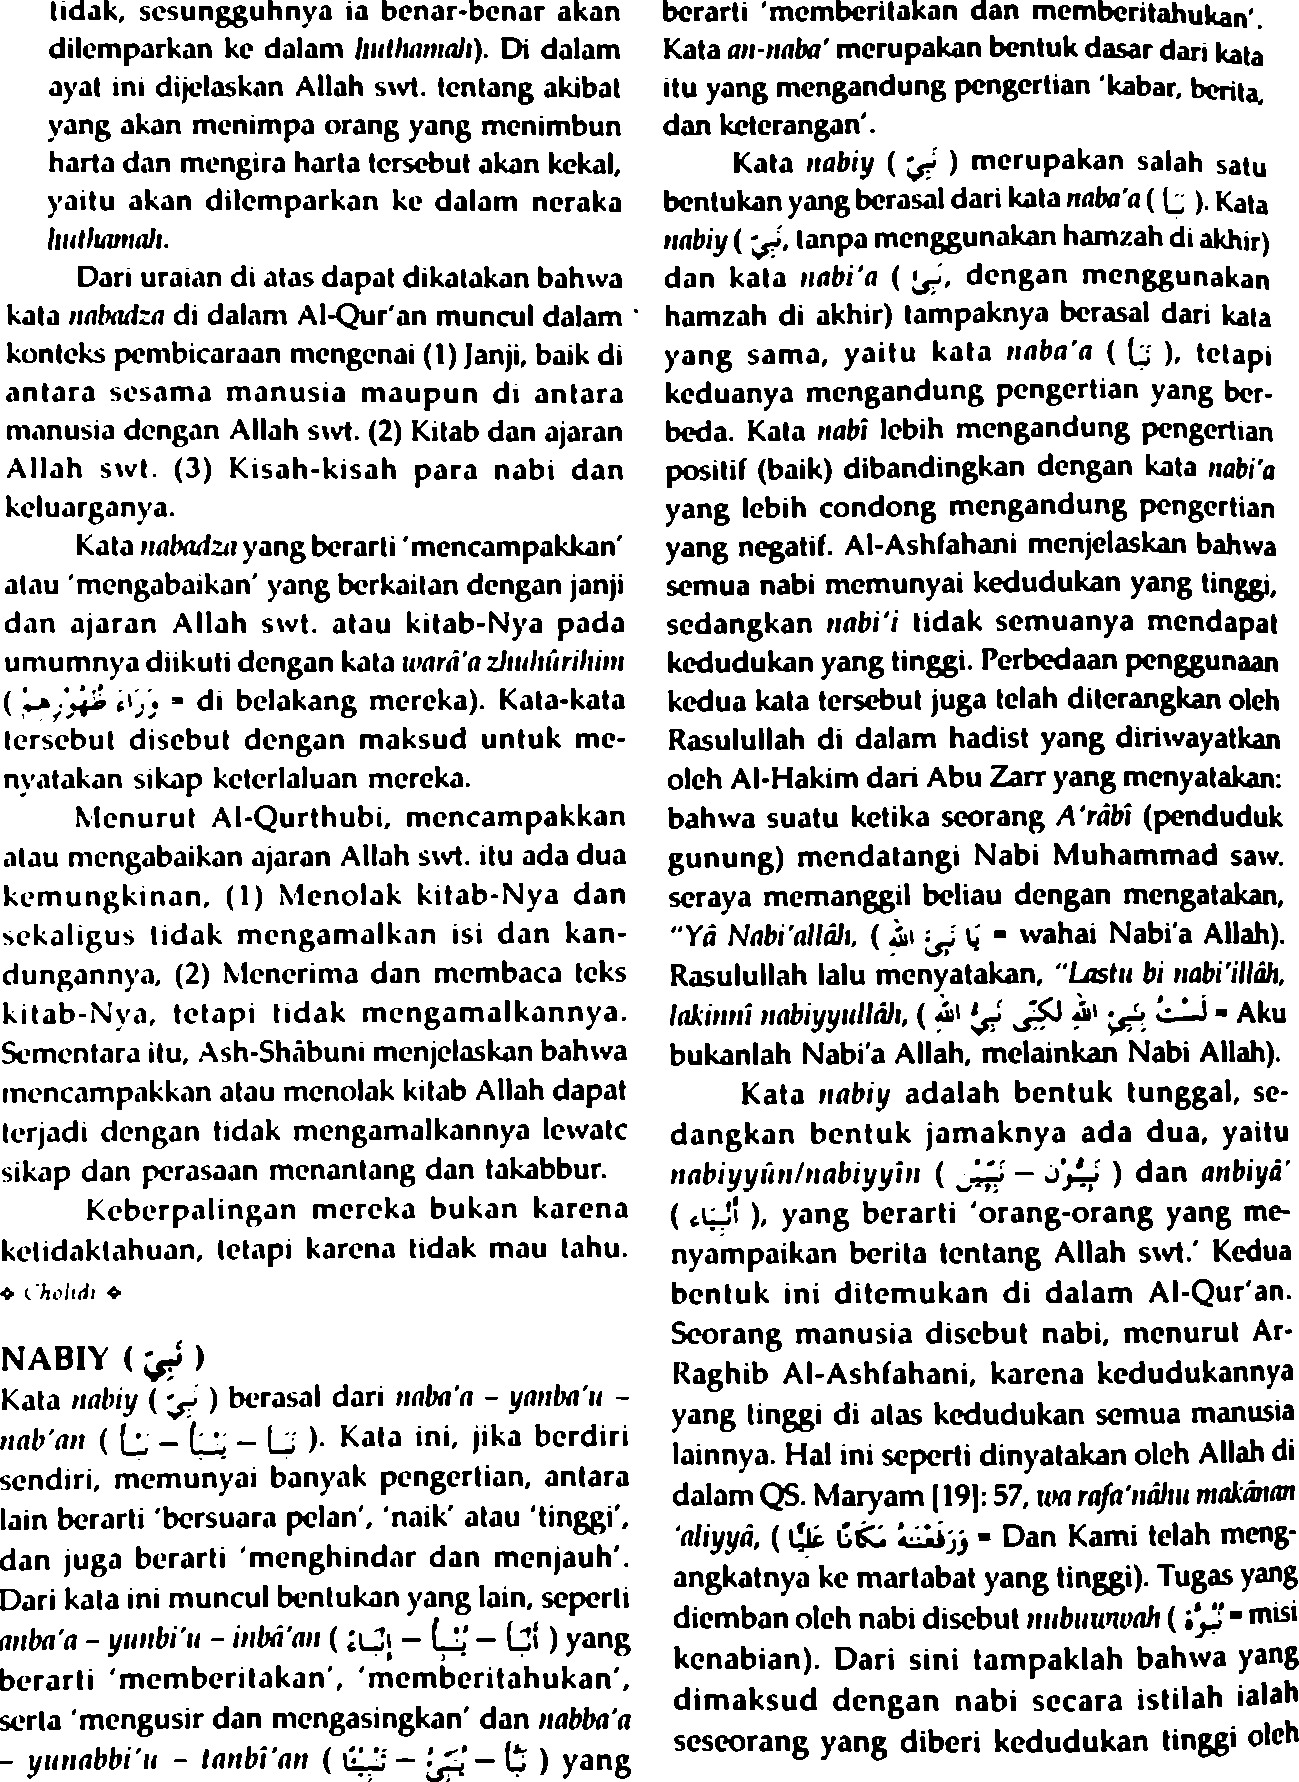 tidak, sesungguhnya ia benar-benar akan
dilemparkan ke dalam huthamah). Di dalam
ayat ini dijelaskan Allah swt. tentang akibat
yang akan menimpa orang yang menimbun
harta dan mengira harta tersebut akan kekal,
yaitu akan dilemparkan ke dalam neraka
huthamah.
Dari uraian di atas dapat dikatakan bahwa
kata nabadza di dalam Al-Qur'an muncul dalam
konteks pembicaraan mengenai (1) Janji, baik di
antara sesama manusia maupun di antara
manusia dengan Allah swt. (2) Kitab dan ajaran
Allah swt. (3) Kisah-kisah para nabi dan
keluarganya.
Kata nabadza yang berarti 'mencampakkan'
atau 'mengabaikan' yang berkaitan dengan janji
dan ajaran Allah swt. atau kitab-Nya pada
umumnya diikuti dengan kata warâ'a zhuhûrihim
( وَرَاءَ ظُهُوْرِهِمْ = di belakang mereka). Kata-kata
tersebut disebut dengan maksud untuk me-
nyatakan sikap keterlaluan mereka.
Menurut Al-Qurthubi, mencampakkan
atau mengabaikan ajaran Allah swt. itu ada dua
kemungkinan, (1) Menolak kitab-Nya dan
sekaligus tidak mengamalkan isi dan kan-
dungannya, (2) Menerima dan membaca teks
kitab-Nya, tetapi tidak mengamalkannya.
Sementara itu, Ash-Shâbuni menjelaskan bahwa
mencampakkan atau menolak kitab Allah dapat
terjadi dengan tidak mengamalkannya lewatc
sikap dan perasaan menantang dan takabbur.
Keberpalingan mereka bukan karena
ketidaktahuan, tetapi karena tidak mau tahu.
❖ Cholidi ❖
NABIY ( نَبِيّ )
Kata nabiy ( نَبِيّ ) berasal dari naba'a – yanba'u –
nab'an ( نَبَأَ – يَنْبَأُ – نَبْأً ). Kata ini, jika berdiri
sendiri, memunyai banyak pengertian, antara
lain berarti 'bersuara pelan', 'naik' atau 'tinggi',
dan juga berarti 'menghindar dan menjauh'.
Dari kata ini muncul bentukan yang lain, seperti
anba'a – yunbi'u – inbâ'an ( أَنْبَأَ – يُنْبِئُ – إِنْبَاءً ) yang
berarti 'memberitakan', 'memberitahukan',
serta 'mengusir dan mengasingkan' dan nabba'a
– yunabbi'u – tanbî'an ( نَبَّأَ – يُنَبِّئُ – تَنْبِيْئًا ) yang
berarti 'memberitakan dan memberitahukan'.
Kata an-naba' merupakan bentuk dasar dari kata
itu yang mengandung pengertian 'kabar, berita,
dan keterangan'.
Kata nabiy ( نَبِيّ ) merupakan salah satu
bentukan yang berasal dari kata naba'a ( نَبَأَ ). Kata
nabiy ( نَبِيّ, tanpa menggunakan hamzah di akhir)
dan kata nabi'a ( نَبِئ, dengan menggunakan
hamzah di akhir) tampaknya berasal dari kata
yang sama, yaitu kata naba'a ( نَبَأَ ), tetapi
keduanya mengandung pengertian yang ber-
beda. Kata nabî lebih mengandung pengertian
positif (baik) dibandingkan dengan kata nabi'a
yang lebih condong mengandung pengertian
yang negatif. Al-Ashfahani menjelaskan bahwa
semua nabi memunyai kedudukan yang tinggi,
sedangkan nabi'i tidak semuanya mendapat
kedudukan yang tinggi. Perbedaan penggunaan
kedua kata tersebut juga telah diterangkan oleh
Rasulullah di dalam hadist yang diriwayatkan
oleh Al-Hakim dari Abu Zarr yang menyatakan:
bahwa suatu ketika seorang A'râbî (penduduk
gunung) mendatangi Nabi Muhammad saw.
seraya memanggil beliau dengan mengatakan,
"Yâ Nabi'allâh, ( يَا نَبِئَ الله = wahai Nabi'a Allah).
Rasulullah lalu menyatakan, "Lastu bi nabi'illâh,
lakinnî nabiyyullâh, ( لَسْتُ بِنَبِيءِ الله لَكِنِّي نَبِيُّ الله = Aku
bukanlah Nabi'a Allah, melainkan Nabi Allah).
Kata nabiy adalah bentuk tunggal, se-
dangkan bentuk jamaknya ada dua, yaitu
nabiyyûn/nabiyyîn ( نَبِيُّوْنَ – نَبِيِّيْنَ ) dan anbiyâ'
( أَنْبِيَاء ), yang berarti 'orang-orang yang me-
nyampaikan berita tentang Allah swt.' Kedua
bentuk ini ditemukan di dalam Al-Qur'an.
Seorang manusia disebut nabi, menurut Ar-
Raghib Al-Ashfahani, karena kedudukannya
yang tinggi di atas kedudukan semua manusia
lainnya. Hal ini seperti dinyatakan oleh Allah di
dalam QS. Maryam [19]: 57, wa rafa'nâhu makânan
'aliyyâ, ( وَرَفَعْنَـٰهُ مَكَانًا عَلِيًّا = Dan Kami telah meng-
angkatnya ke martabat yang tinggi). Tugas yang
diemban oleh nabi disebut nubuwwah ( نُبُوَّة = misi
kenabian). Dari sini tampaklah bahwa yang
dimaksud dengan nabi secara istilah ialah
seseorang yang diberi kedudukan tinggi oleh